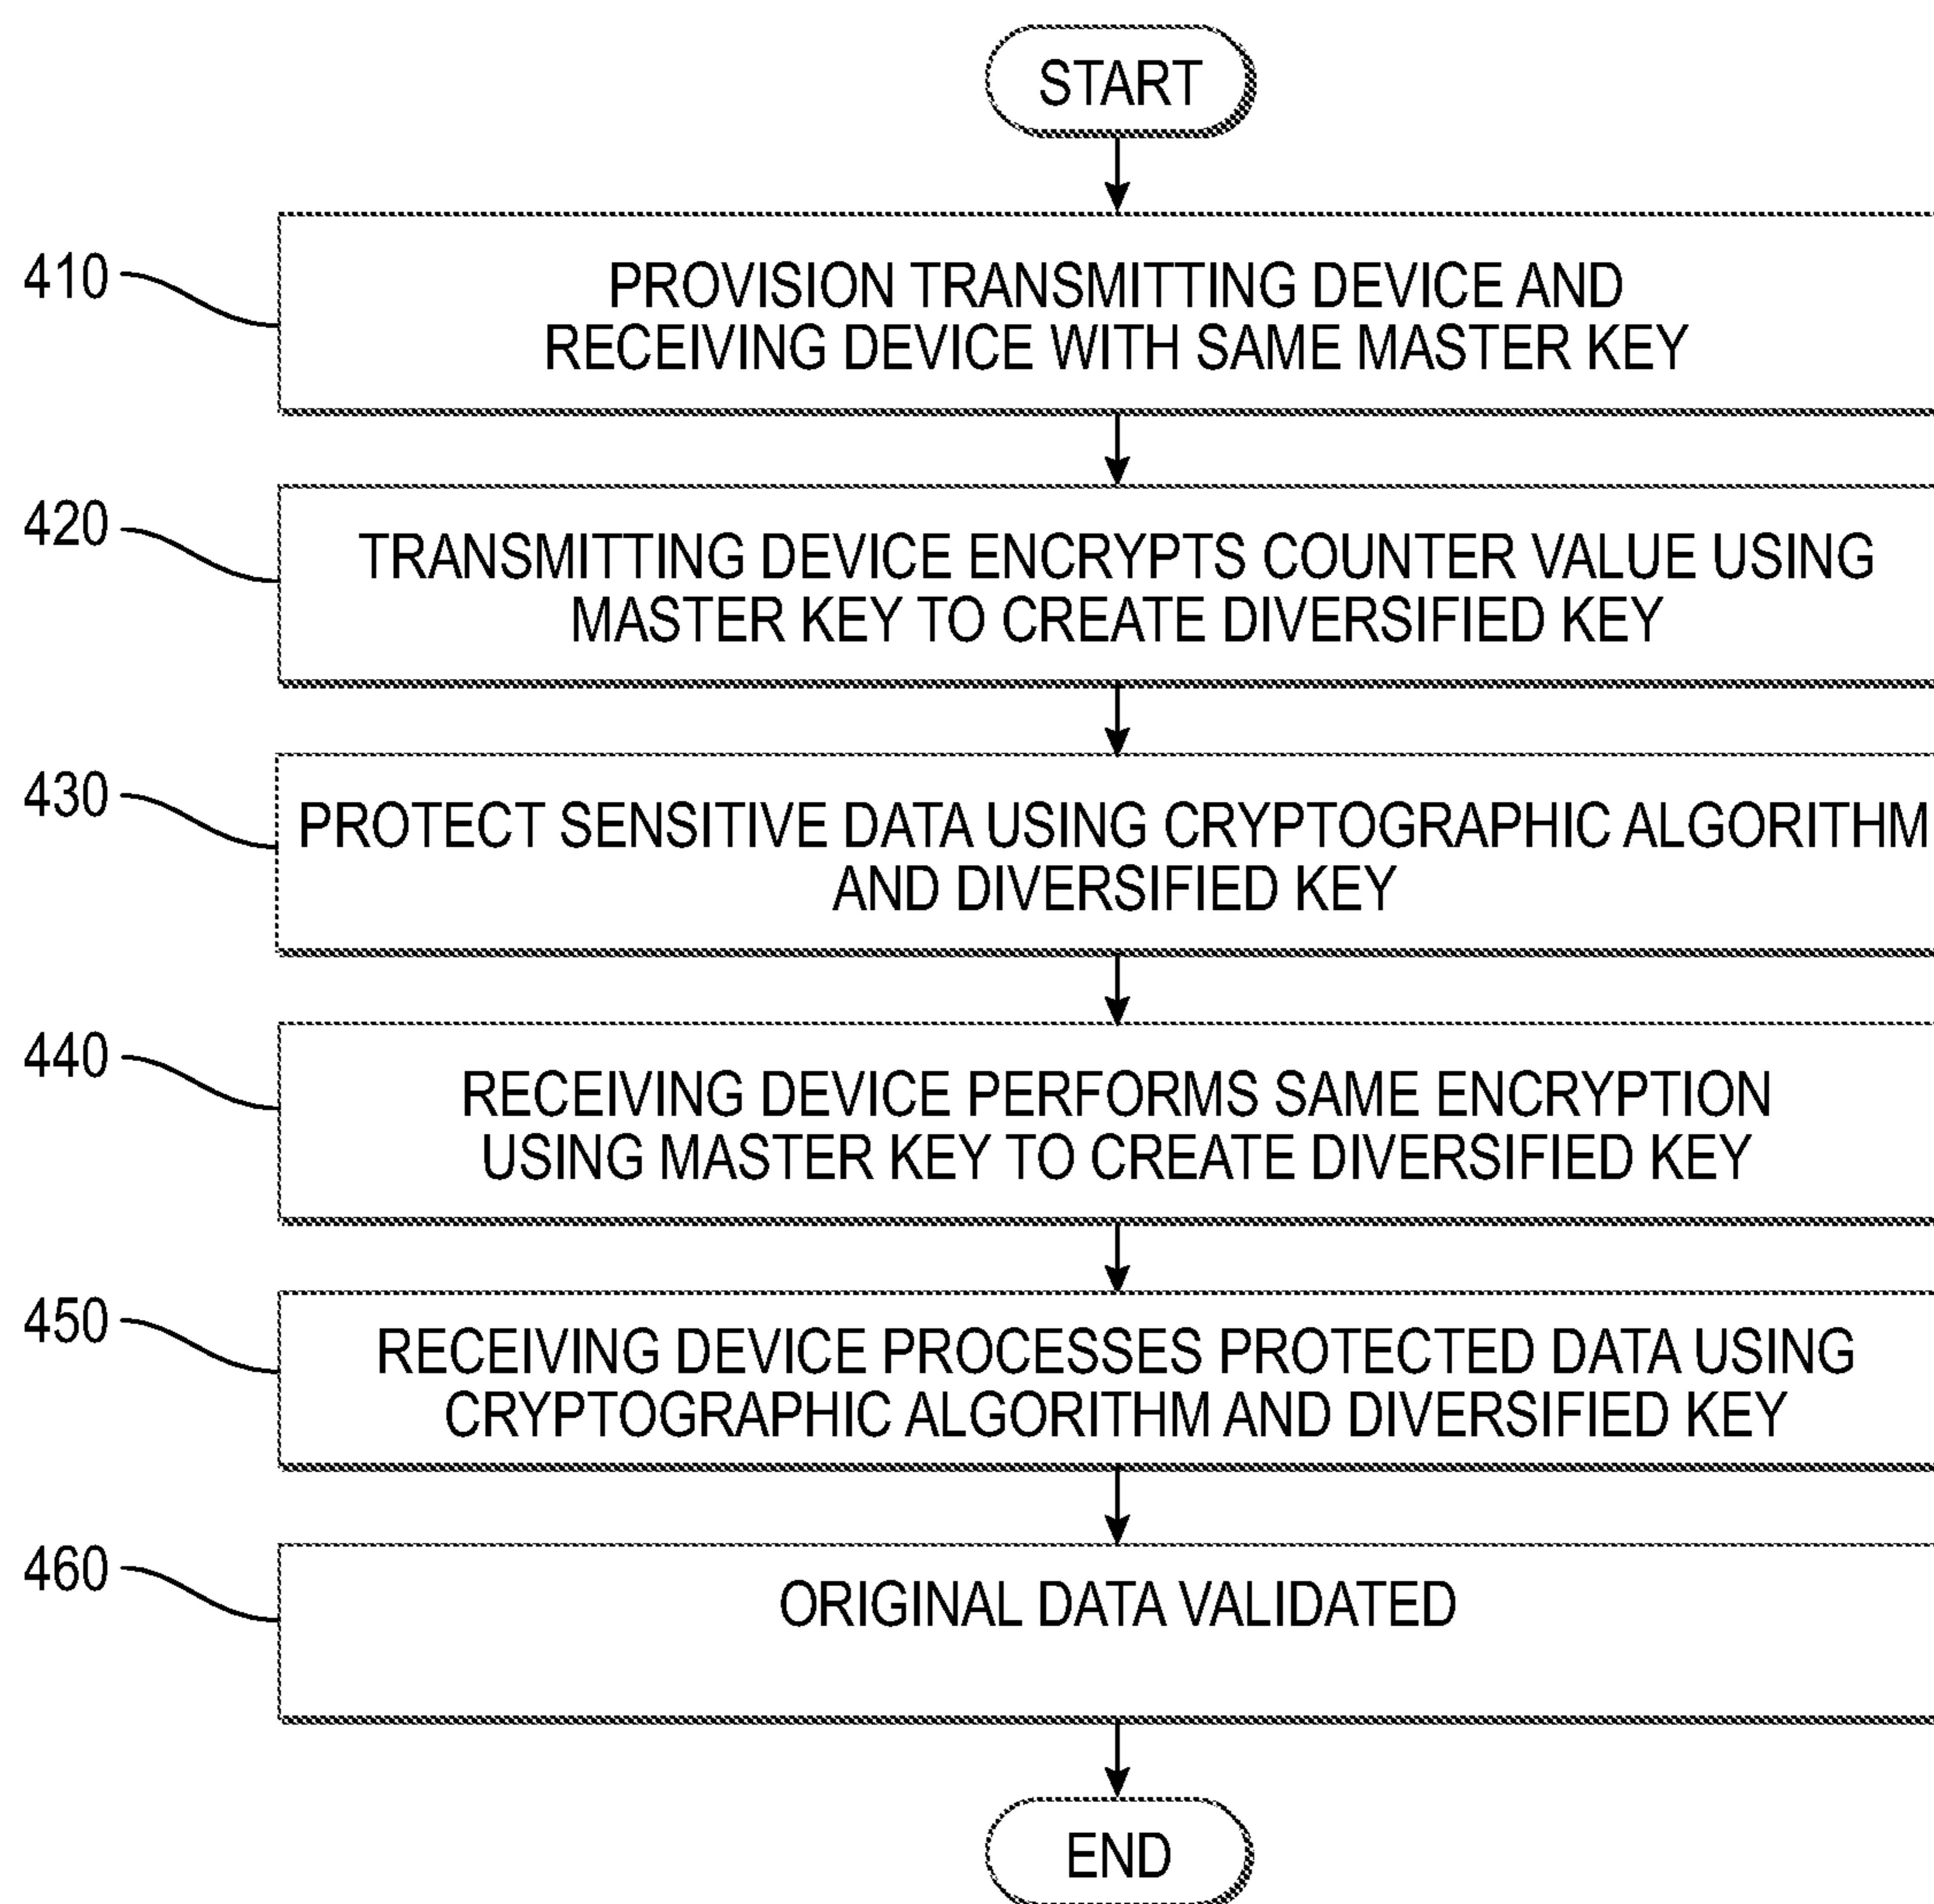 START
410
PROVISION TRANSMITTING DEVICE AND
RECEIVING DEVICE WITH SAME MASTER KEY
420
TRANSMITTING DEVICE ENCRYPTS COUNTER VALUE USING
MASTER KEY TO CREATE DIVERSIFIED KEY
430
PROTECT SENSITIVE DATA USING CRYPTOGRAPHIC ALGORITHM
AND DIVERSIFIED KEY
440
RECEIVING DEVICE PERFORMS SAME ENCRYPTION
USING MASTER KEY TO CREATE DIVERSIFIED KEY
450
RECEIVING DEVICE PROCESSES PROTECTED DATA USING
CRYPTOGRAPHIC ALGORITHM AND DIVERSIFIED KEY
460
ORIGINAL DATA VALIDATED
END